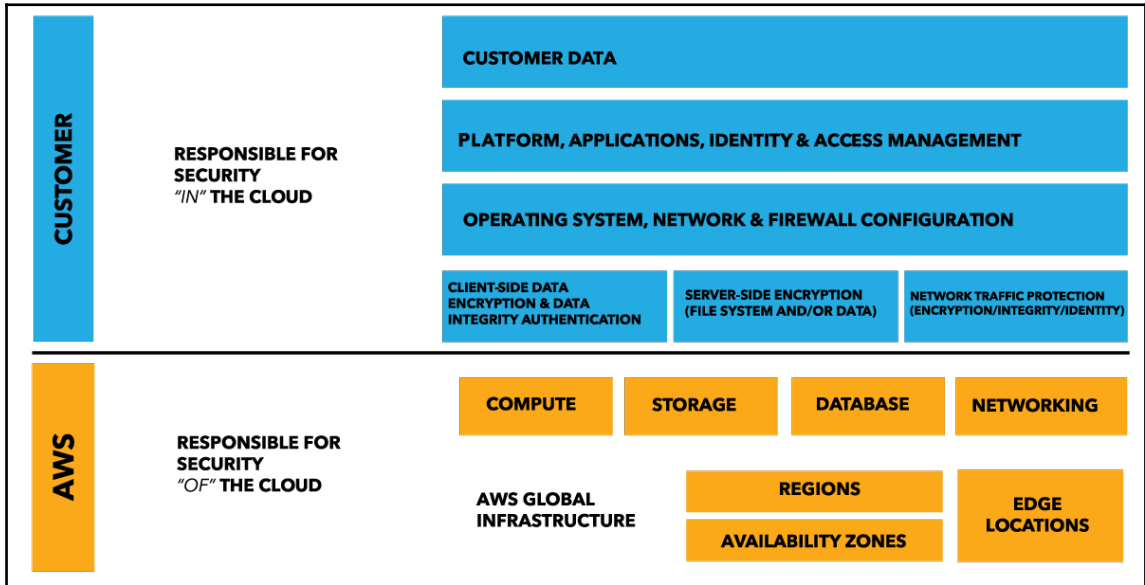 CUSTOMER
RESPONSIBLE FOR
SECURITY
"IN" THE CLOUD
CUSTOMER DATA
PLATFORM, APPLICATIONS, IDENTITY & ACCESS MANAGEMENT
OPERATING SYSTEM, NETWORK & FIREWALL CONFIGURATION
CLIENT-SIDE DATA
ENCRYPTION & DATA
INTEGRITY AUTHENTICATION
SERVER-SIDE ENCRYPTION
(FILE SYSTEM AND/OR DATA)
NETWORK TRAFFIC PROTECTION
(ENCRYPTION/INTEGRITY/IDENTITY)
AWS
RESPONSIBLE FOR
SECURITY
"OF" THE CLOUD
COMPUTE
STORAGE
DATABASE
NETWORKING
AWS GLOBAL
INFRASTRUCTURE
REGIONS
AVAILABILITY ZONES
EDGE
LOCATIONS